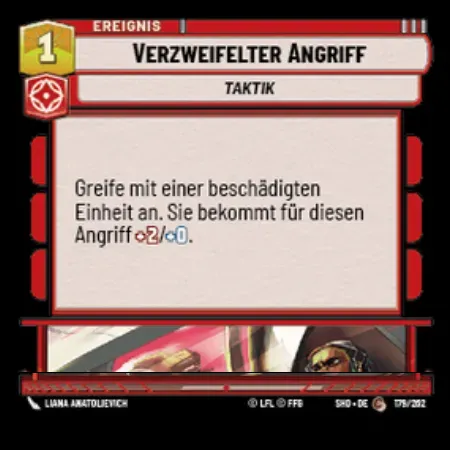 EREIGNIS
1
VERZWEIFELTER ANGRIFF
TAKTIK
Greife mit einer beschädigten
Einheit an. Sie bekommt für diesen
Angriff +2/+0.
LIANA ANATOLIEVICH
© LFL © FFG
SHD • DE
179/262